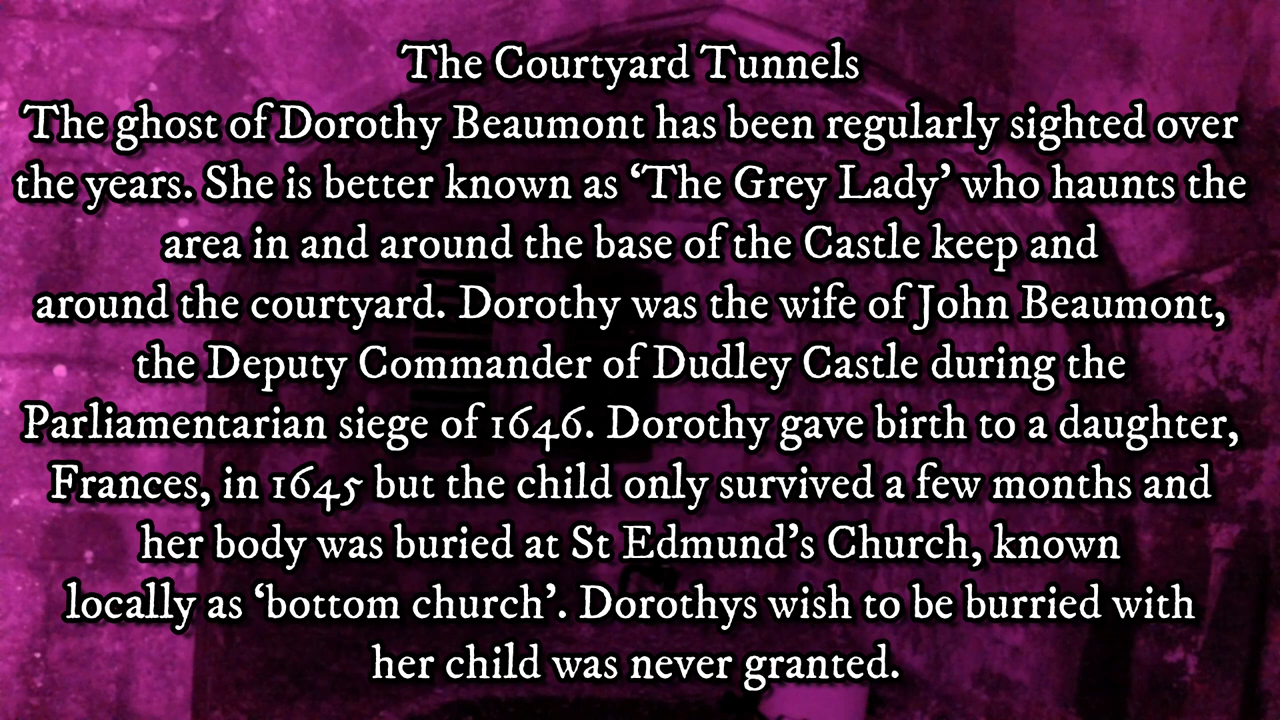 The Courtyard Tunnels
The ghost of Dorothy Beaumont has been regularly sighted over
the years. She is better known as ‘The Grey Lady’ who haunts the
area in and around the base of the Castle keep and
around the courtyard. Dorothy was the wife of John Beaumont,
the Deputy Commander of Dudley Castle during the
Parliamentarian siege of 1646. Dorothy gave birth to a daughter,
Frances, in 1645 but the child only survived a few months and
her body was buried at St Edmund’s Church, known
locally as ‘bottom church’. Dorothys wish to be burried with
her child was never granted.